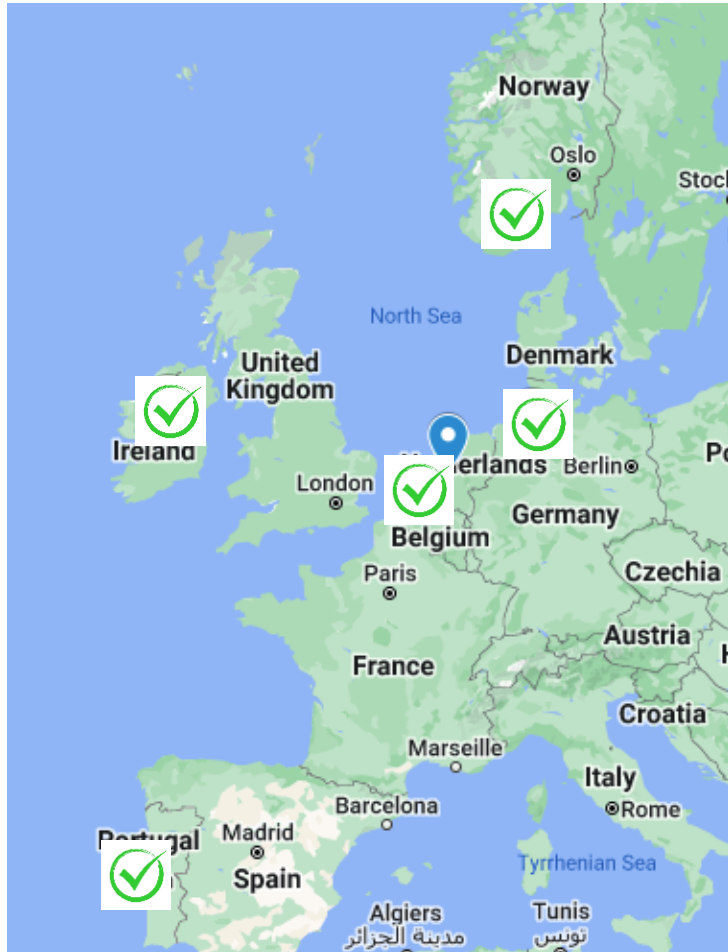 Norway
Oslo
North Sea
Denmark
United
Kingdom
Ireland
Berlin
London
Germany
Belgium
Paris
Czechia
Austria
France
Croatia
Marseille
Italy
Barcelona
Rome
Portugal
Madrid
Tyrrhenian Sea
Spain
Algiers
مدينة الجزائر
Tunis
تونس